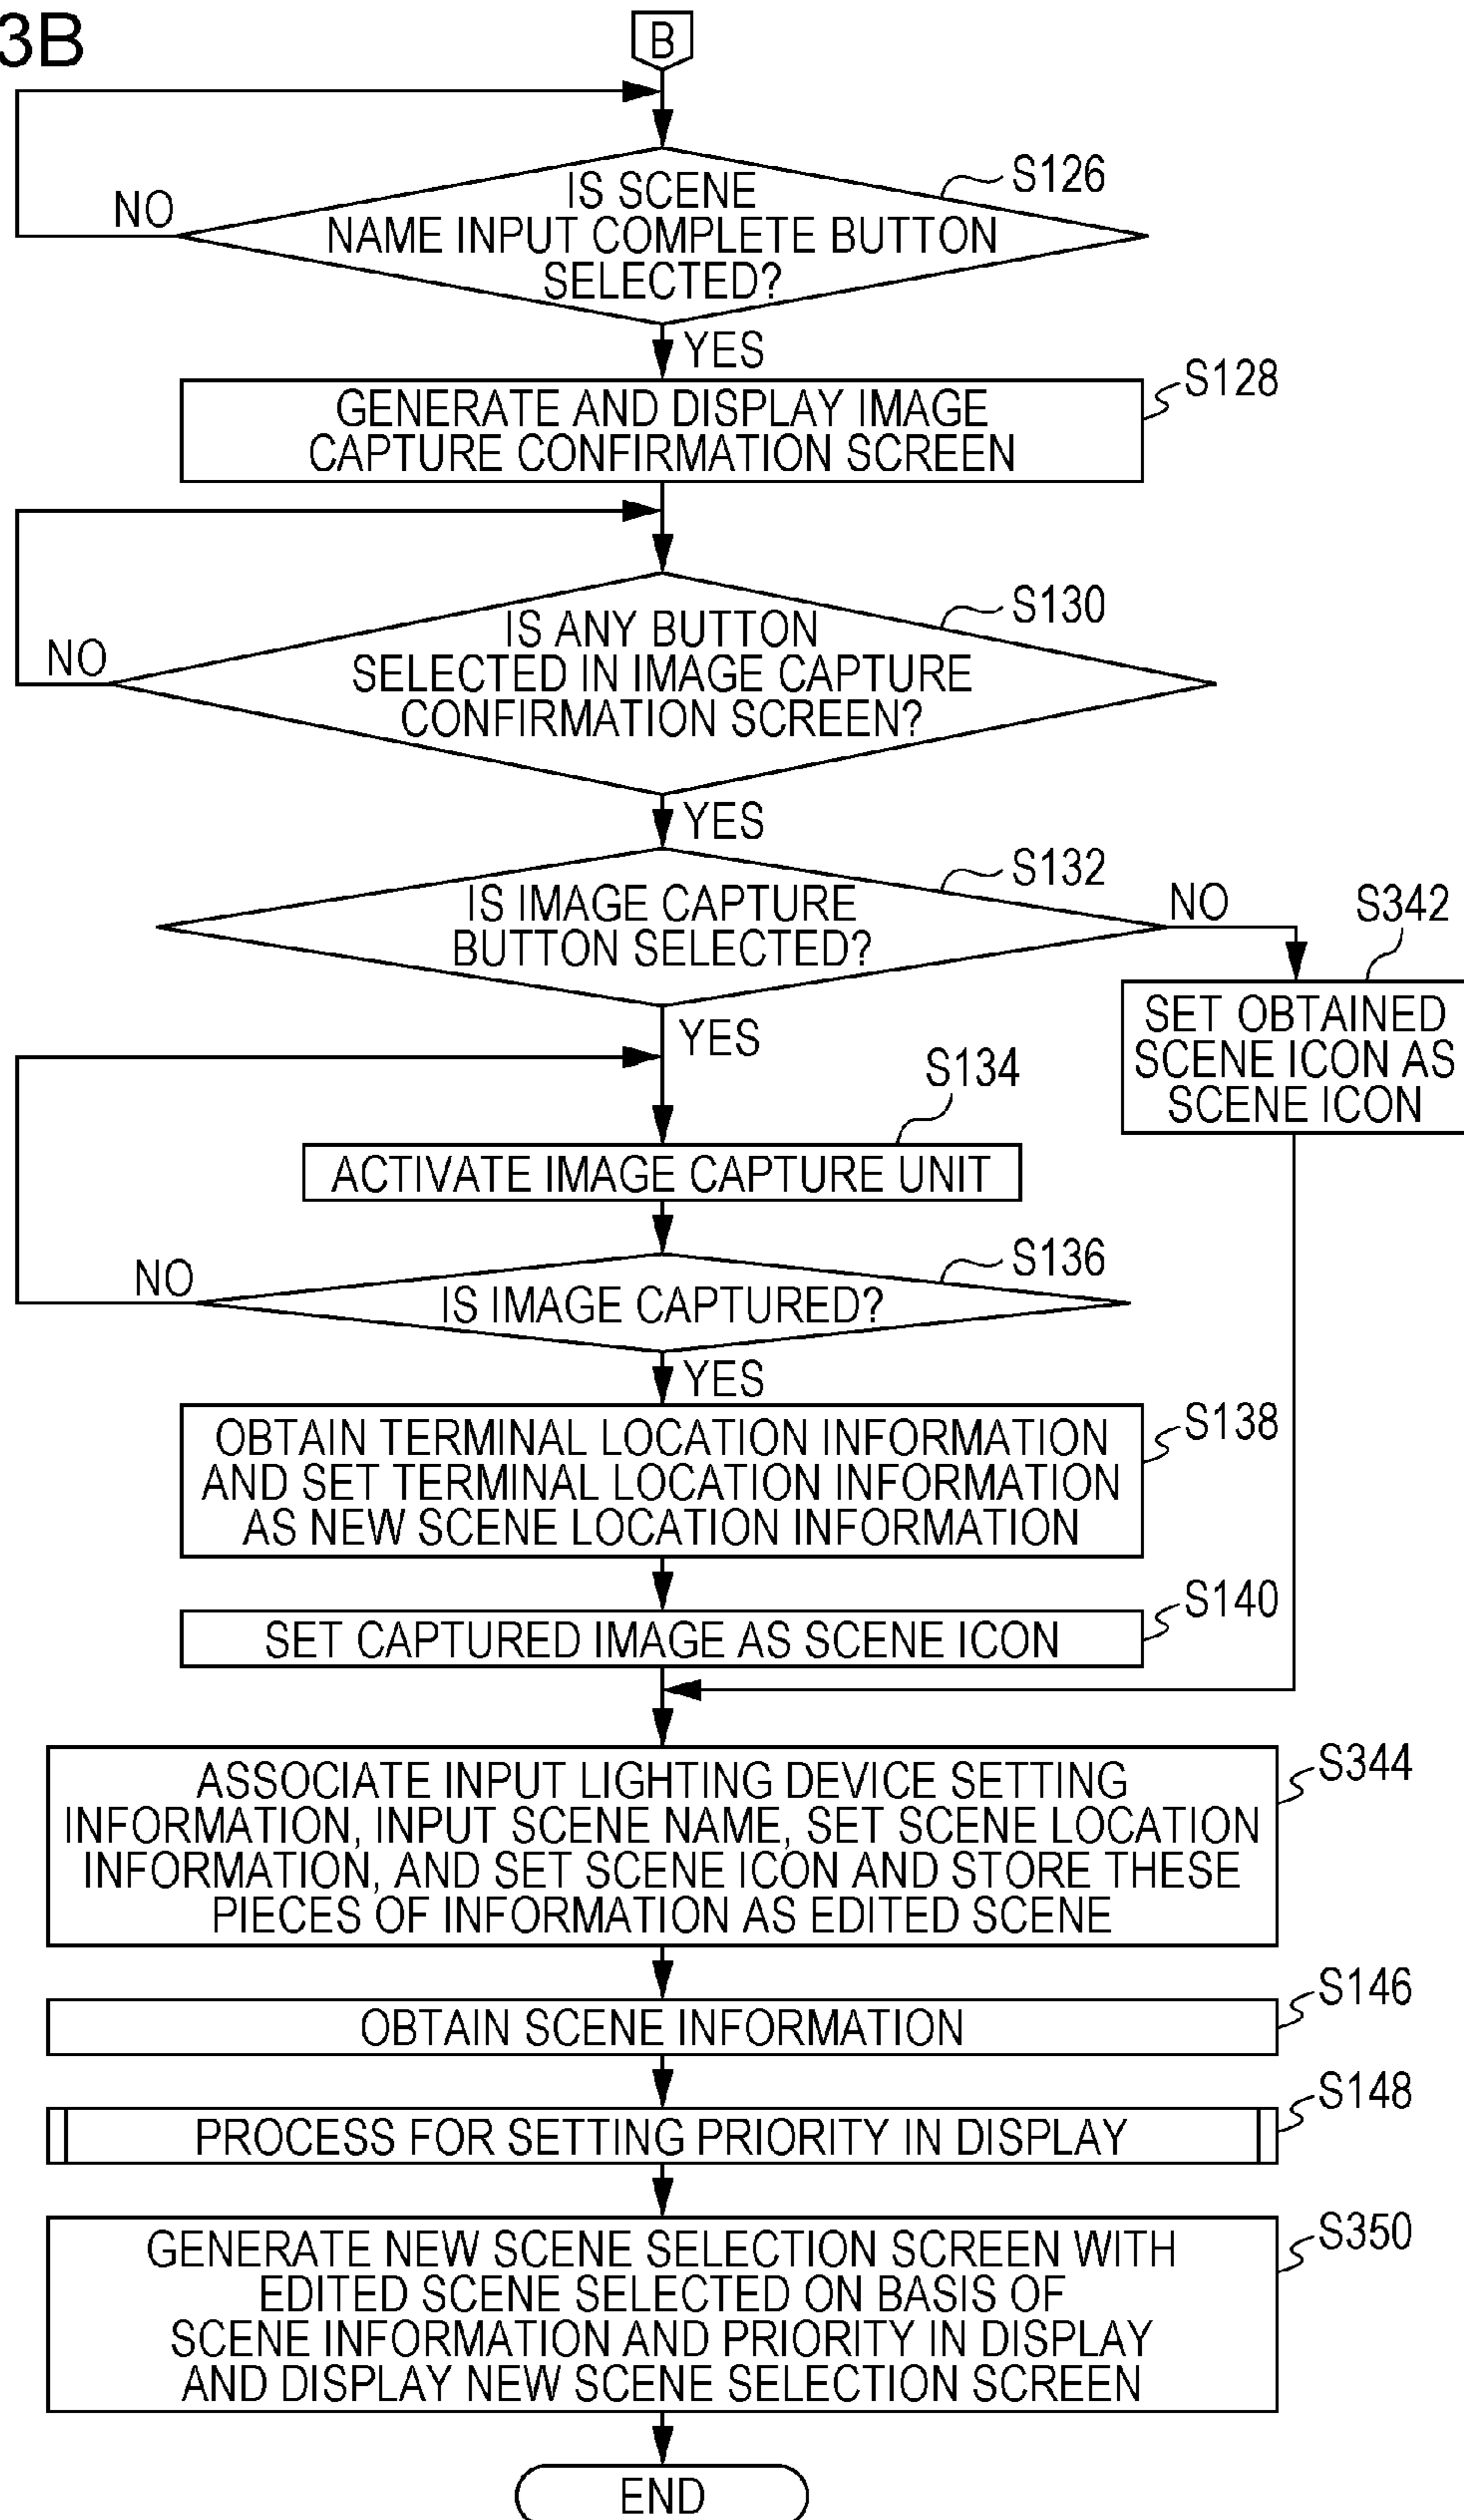 3B
B
S126
IS SCENE
NAME INPUT COMPLETE BUTTON
SELECTED?
NO
YES
S128
GENERATE AND DISPLAY IMAGE
CAPTURE CONFIRMATION SCREEN
S130
IS ANY BUTTON
SELECTED IN IMAGE CAPTURE
CONFIRMATION SCREEN?
NO
YES
S132
IS IMAGE CAPTURE
BUTTON SELECTED?
NO
S342
SET OBTAINED
SCENE ICON AS
SCENE ICON
YES
S134
ACTIVATE IMAGE CAPTURE UNIT
S136
IS IMAGE CAPTURED?
NO
YES
S138
OBTAIN TERMINAL LOCATION INFORMATION
AND SET TERMINAL LOCATION INFORMATION
AS NEW SCENE LOCATION INFORMATION
S140
SET CAPTURED IMAGE AS SCENE ICON
S344
ASSOCIATE INPUT LIGHTING DEVICE SETTING
INFORMATION, INPUT SCENE NAME, SET SCENE LOCATION
INFORMATION, AND SET SCENE ICON AND STORE THESE
PIECES OF INFORMATION AS EDITED SCENE
S146
OBTAIN SCENE INFORMATION
S148
PROCESS FOR SETTING PRIORITY IN DISPLAY
S350
GENERATE NEW SCENE SELECTION SCREEN WITH
EDITED SCENE SELECTED ON BASIS OF
SCENE INFORMATION AND PRIORITY IN DISPLAY
AND DISPLAY NEW SCENE SELECTION SCREEN
END